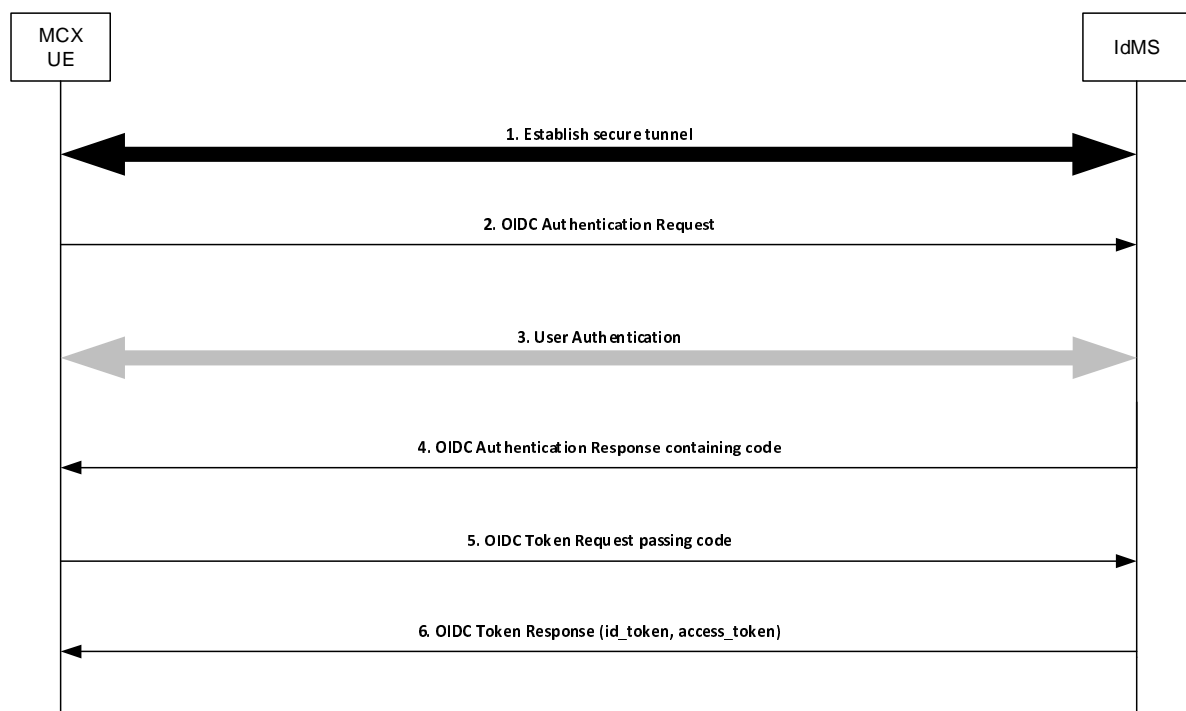 MCX
UE
IdMS
1. Establish secure tunnel
2. OIDC Authentication Request
3. User Authentication
4. OIDC Authentication Response containing code
5. OIDC Token Request passing code
6. OIDC Token Response (id_token, access_token)